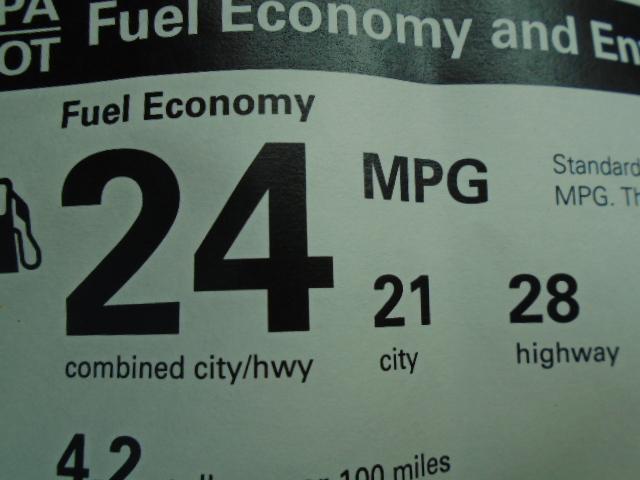 PA
OT
Fuel Economy and En
Fuel Economy
24 MPG
Standard
MPG. Th
21 28
combined city/hwy city highway
4.2 100 miles